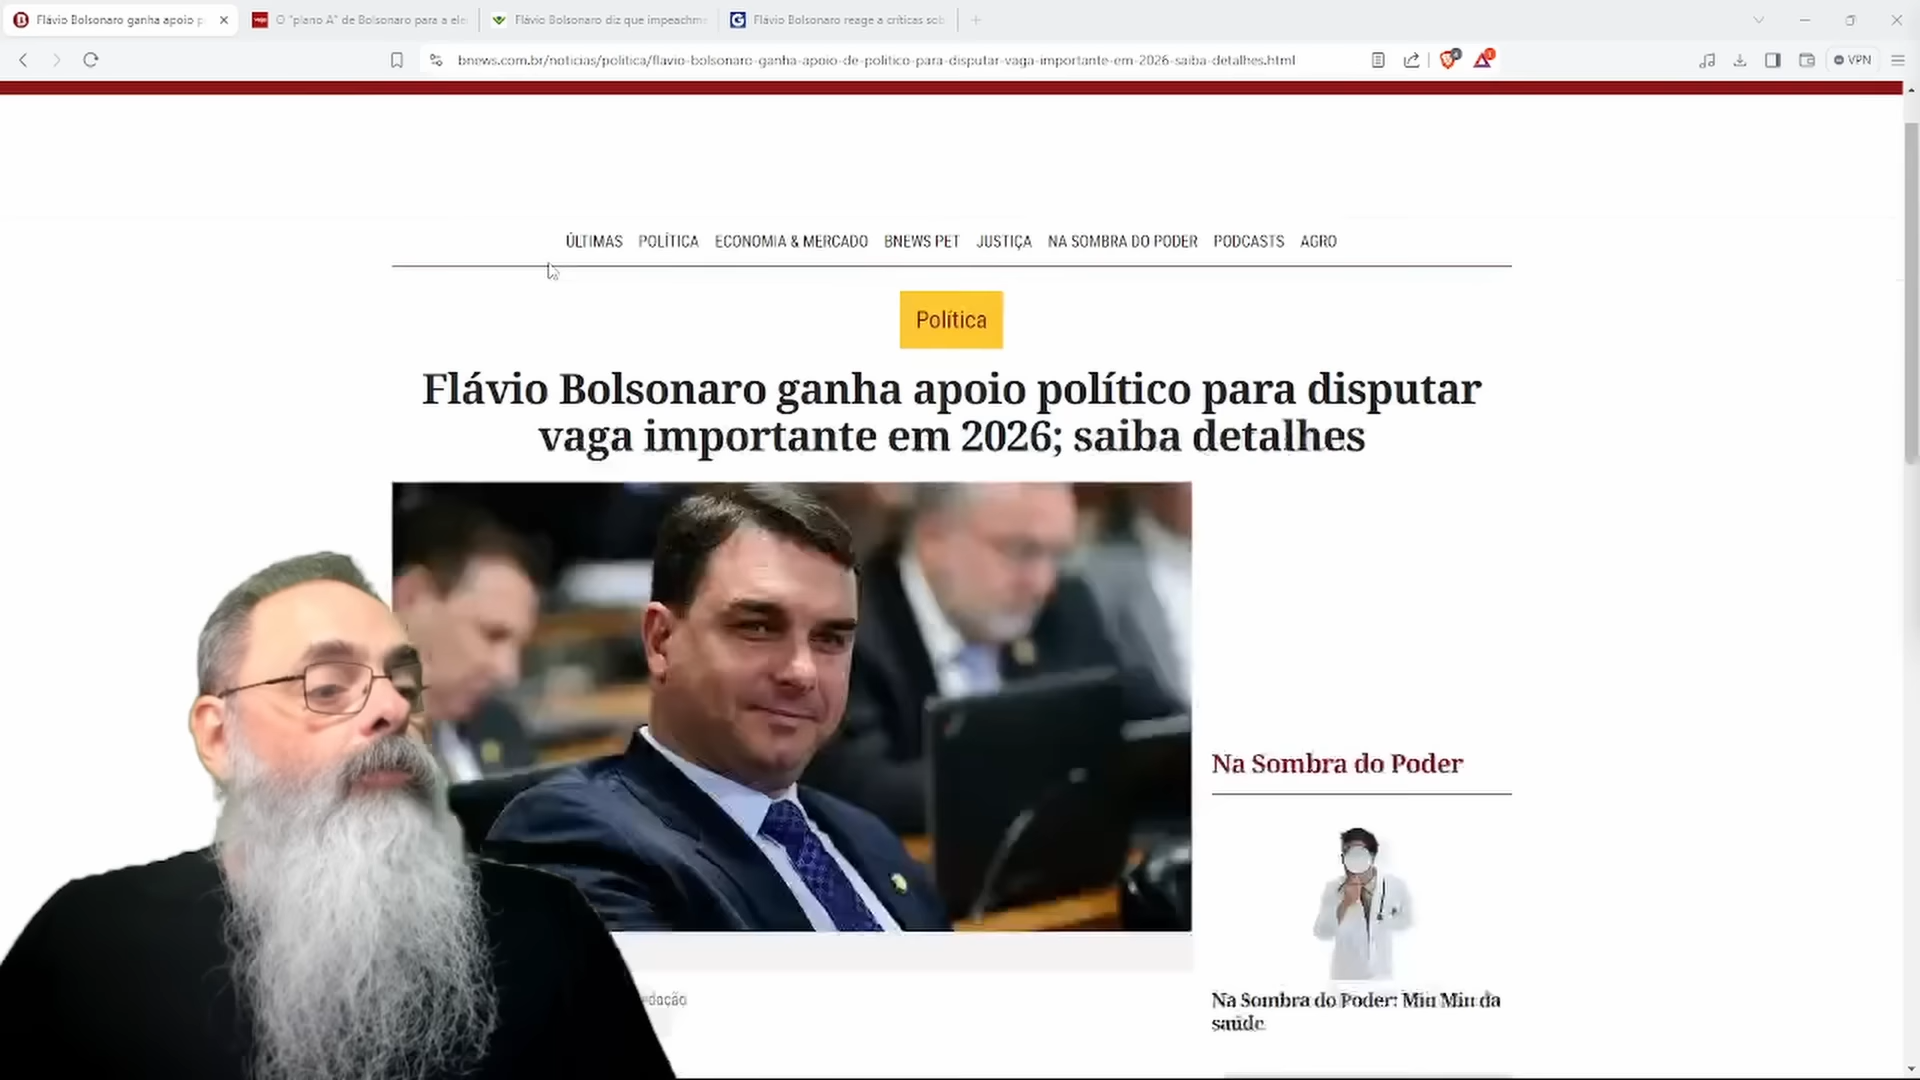 Flávio Bolsonaro ganha apoio p
O "plano A" de Bolsonaro para a ele
Flávio Bolsonaro diz que impeachme
Flávio Bolsonaro reage a críticas sob
bnews.com.br/noticias/politica/flavio-bolsonaro-ganha-apoio-de-politico-para-disputar-vaga-importante-em-2026-saiba-detalhes.html
VPN
ÚLTIMAS POLÍTICA ECONOMIA & MERCADO BNEWS PET JUSTIÇA NA SOMBRA DO PODER PODCASTS AGRO
Política
Flávio Bolsonaro ganha apoio político para disputar
vaga importante em 2026; saiba detalhes
Na Sombra do Poder
edação
Na Sombra do Poder: Miu Miu da
saúde